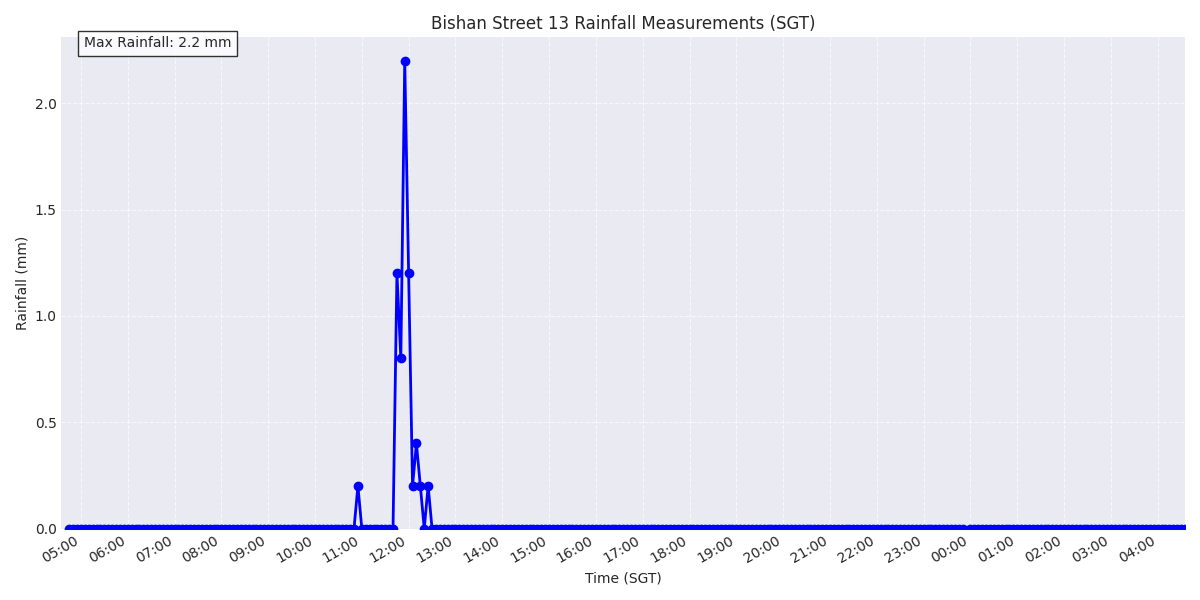 Bishan Street 13 Rainfall Measurements (SGT)
Max Rainfall: 2.2 mm
2.0
1.5
1.0
0.5
0.0
Rainfall (mm)
05:00 06:00 07:00 08:00 09:00 10:00 11:00 12:00 13:00 14:00 15:00 16:00 17:00 18:00 19:00 20:00 21:00 22:00 23:00 00:00 01:00 02:00 03:00 04:00
Time (SGT)